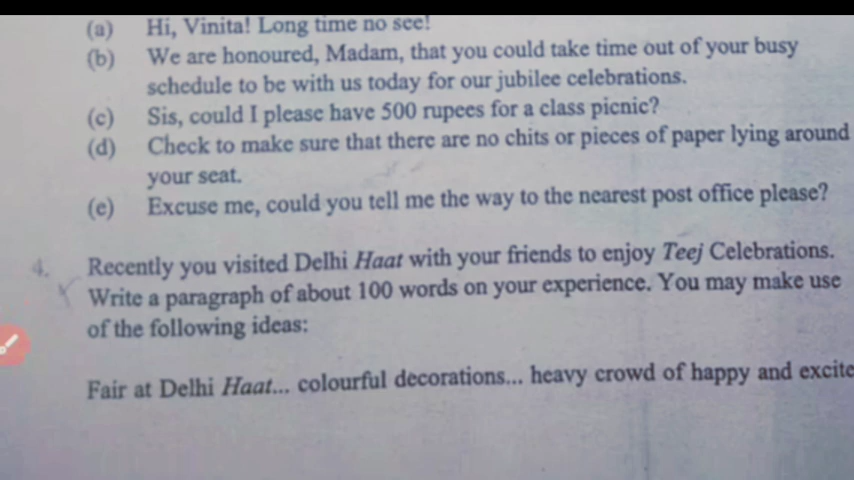 (a) Hi, Vinita! Long time no see!
(b) We are honoured, Madam, that you could take time out of your busy
schedule to be with us today for our jubilee celebrations.
(c) Sis, could I please have 500 rupees for a class picnic?
(d) Check to make sure that there are no chits or pieces of paper lying around
your seat.
(e) Excuse me, could you tell me the way to the nearest post office please?
4. Recently you visited Delhi Haat with your friends to enjoy Teej Celebrations.
Write a paragraph of about 100 words on your experience. You may make use
of the following ideas:
Fair at Delhi Haat... colourful decorations... heavy crowd of happy and excite